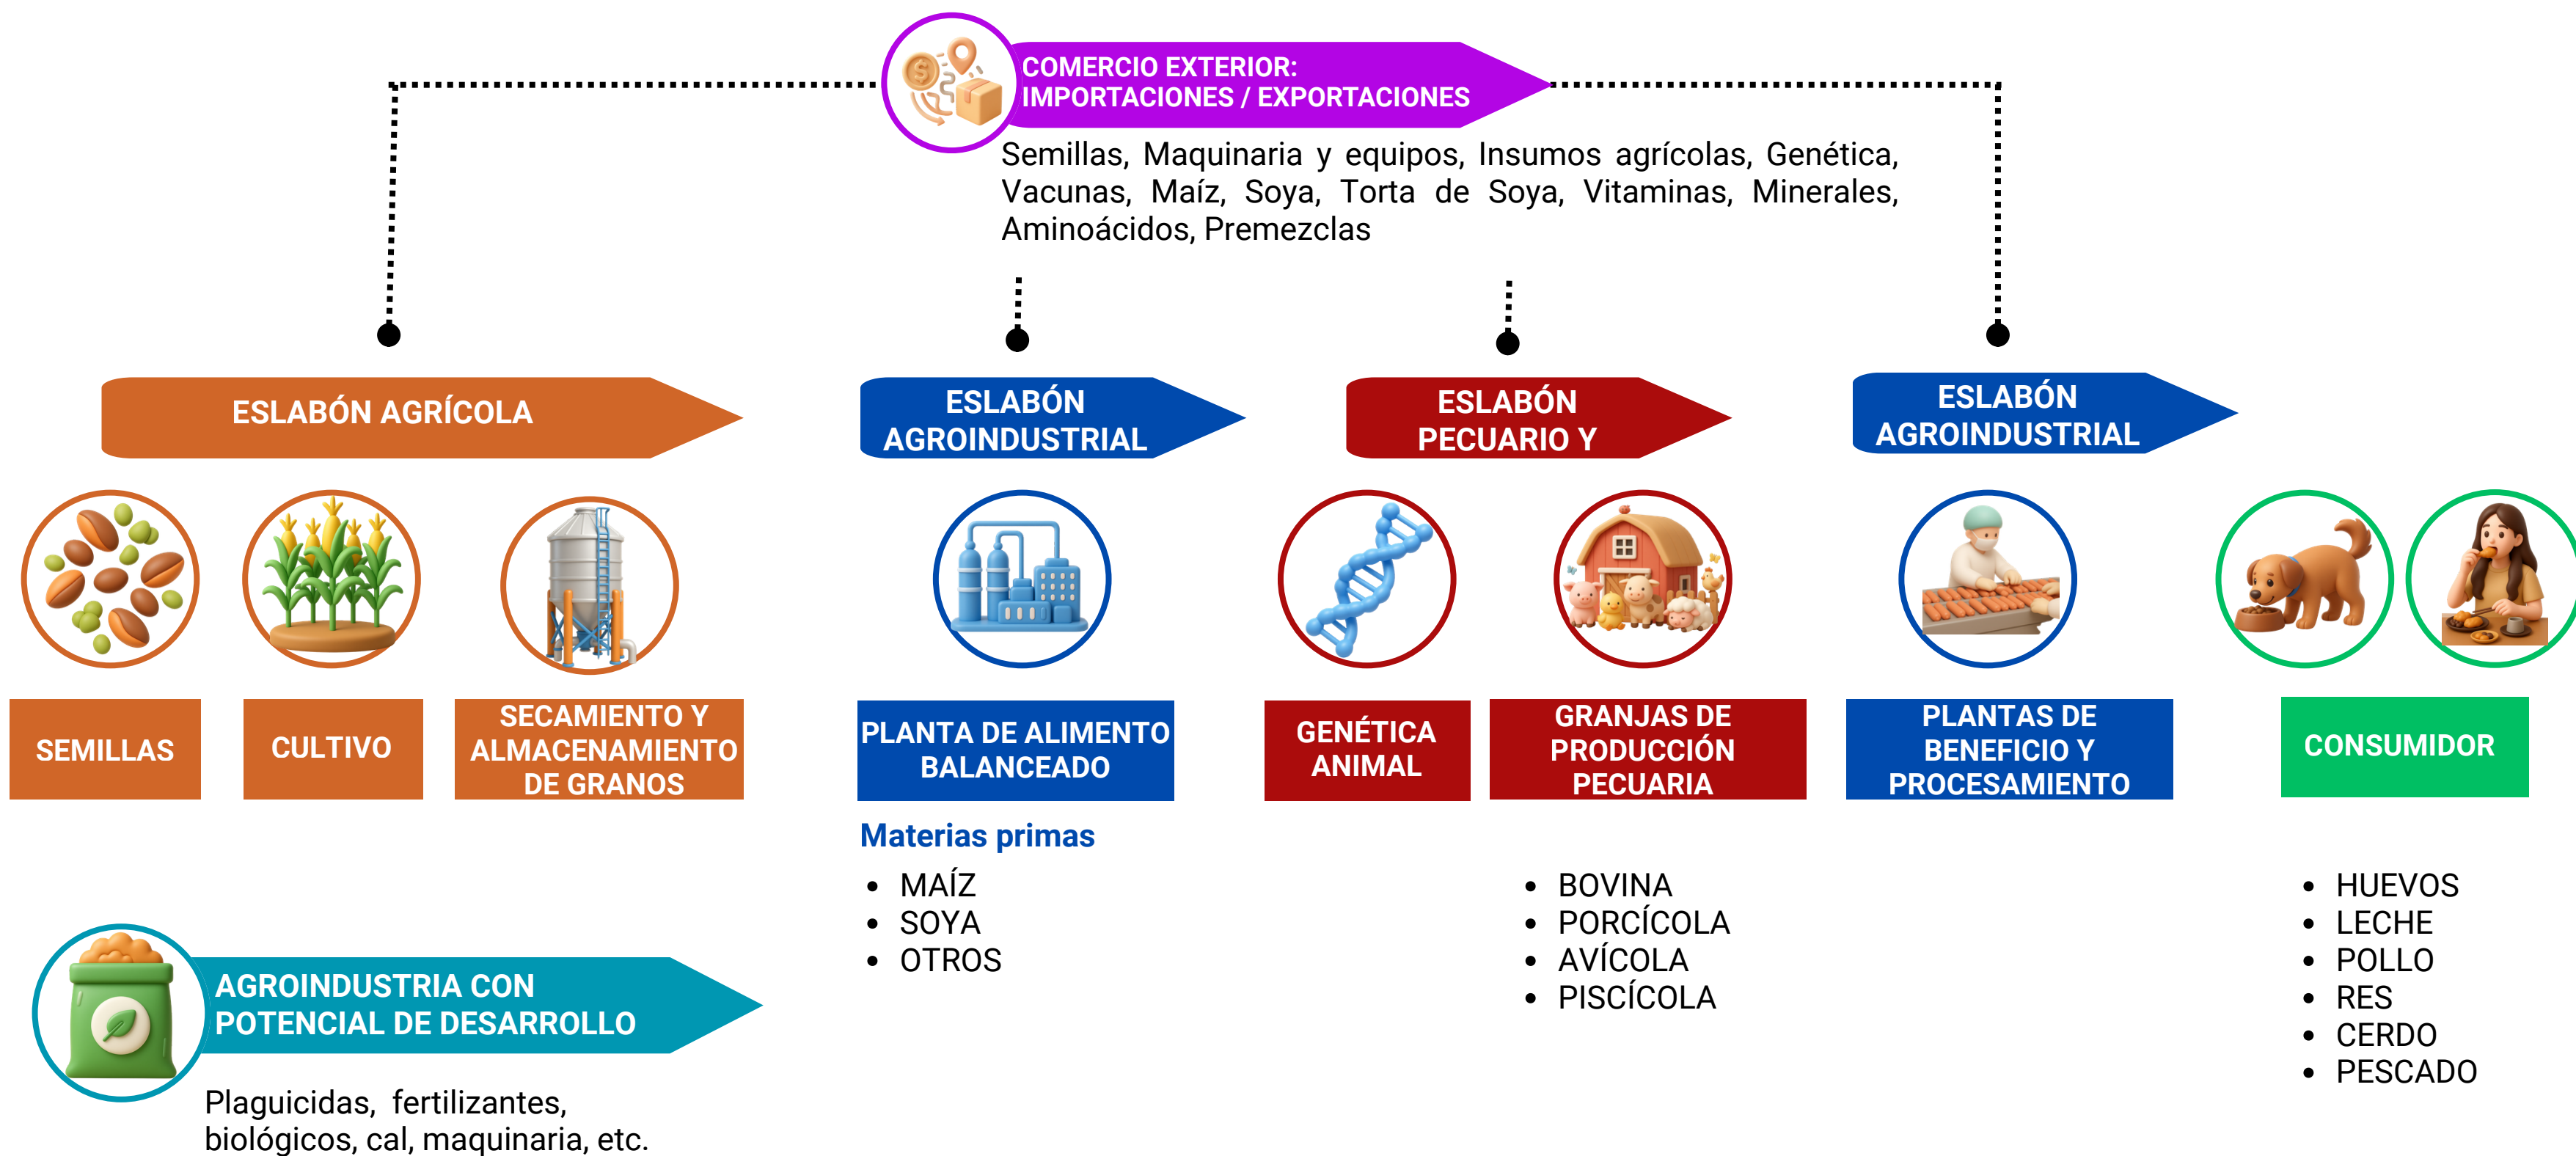 COMERCIO EXTERIOR:
IMPORTACIONES / EXPORTACIONES
Semillas, Maquinaria y equipos, Insumos agrícolas, Genética,
Vacunas, Maíz, Soya, Torta de Soya, Vitaminas, Minerales,
Aminoácidos, Premezclas
ESLABÓN AGRÍCOLA
ESLABÓN
AGROINDUSTRIAL
ESLABÓN
PECUARIO Y
ESLABÓN
AGROINDUSTRIAL
SEMILLAS
CULTIVO
SECAMIENTO Y
ALMACENAMIENTO
DE GRANOS
PLANTA DE ALIMENTO
BALANCEADO
GENÉTICA
ANIMAL
GRANJAS DE
PRODUCCIÓN
PECUARIA
PLANTAS DE
BENEFICIO Y
PROCESAMIENTO
CONSUMIDOR
Materias primas
• MAÍZ
• SOYA
• OTROS
• BOVINA
• PORCÍCOLA
• AVÍCOLA
• PISCÍCOLA
• HUEVOS
• LECHE
• POLLO
• RES
• CERDO
• PESCADO
AGROINDUSTRIA CON
POTENCIAL DE DESARROLLO
Plaguicidas, fertilizantes,
biológicos, cal, maquinaria, etc.